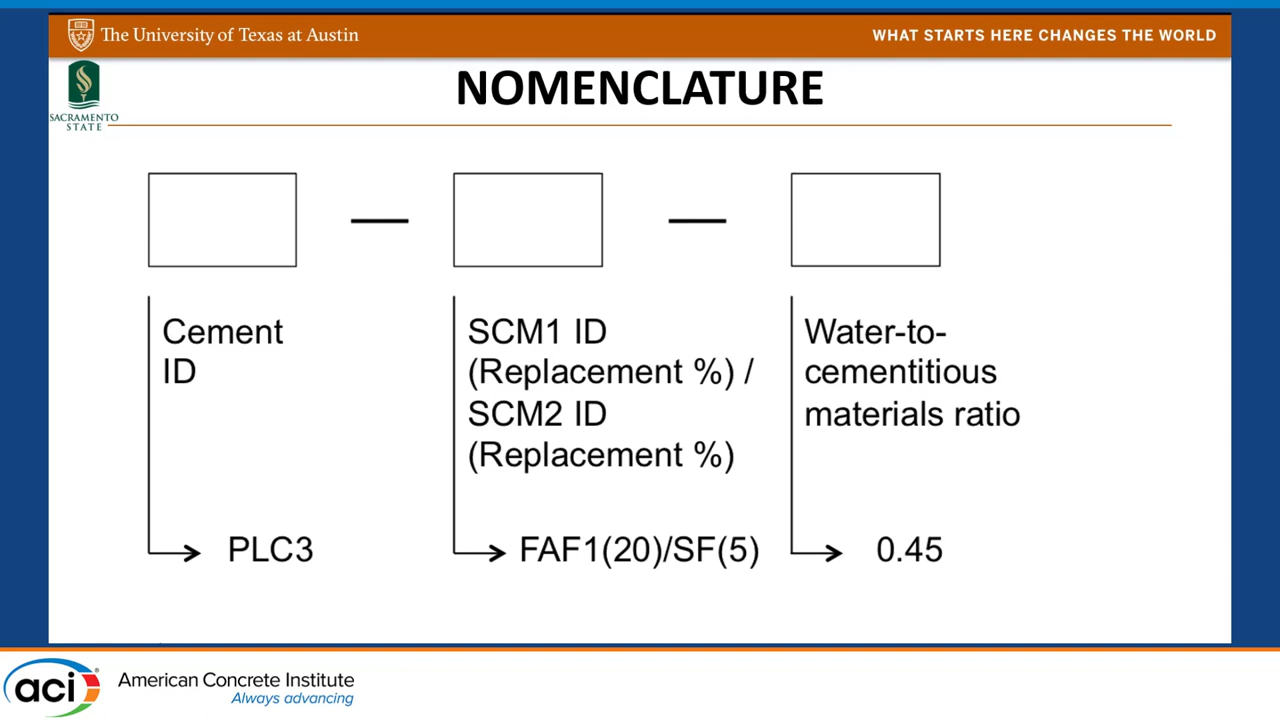 The University of Texas at Austin
WHAT STARTS HERE CHANGES THE WORLD
SACRAMENTO
STATE
NOMENCLATURE
Cement
ID
SCM1 ID
(Replacement %) /
SCM2 ID
(Replacement %)
Water-to-
cementitious
materials ratio
PLC3
FAF1(20)/SF(5)
0.45
aci
American Concrete Institute
Always advancing